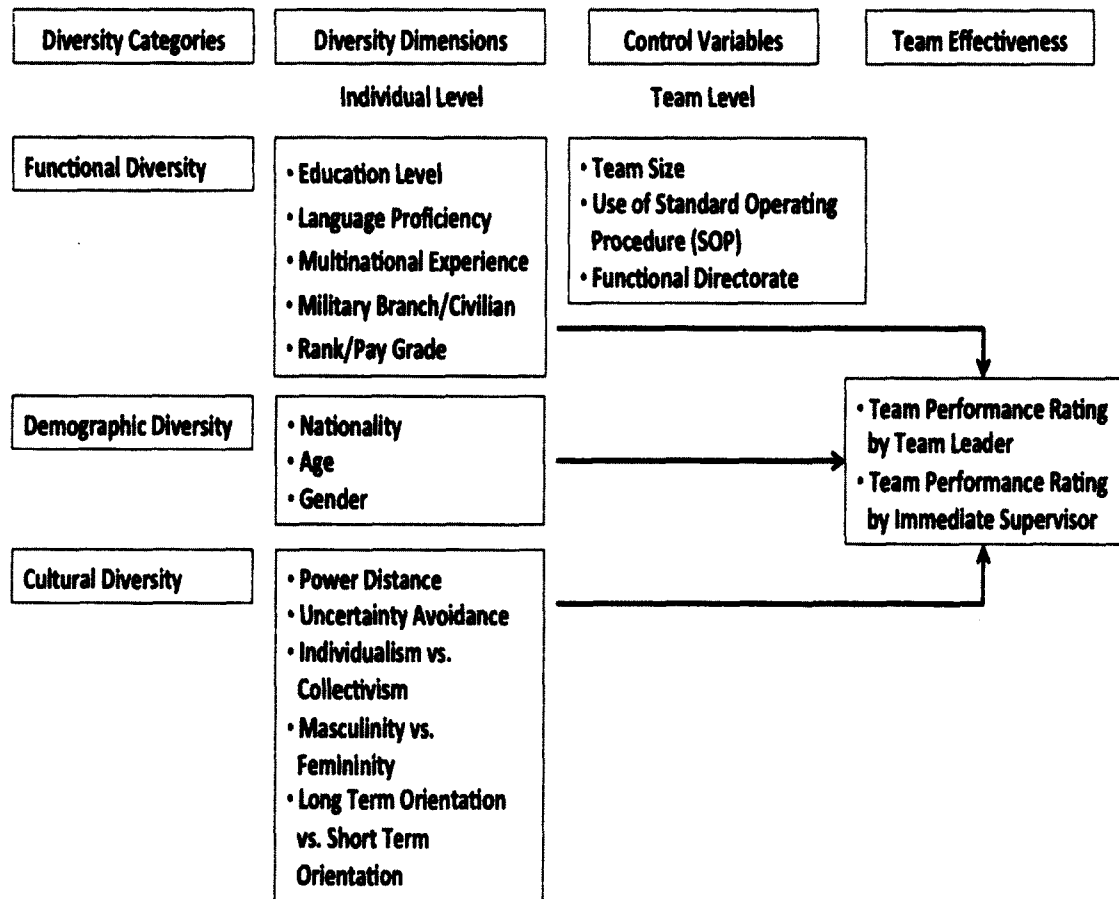 Diversity Categories
Diversity Dimensions
Control Variables
Team Effectiveness
Individual Level
Team Level
Functional Diversity
• Education Level
• Language Proficiency
• Multinational Experience
• Military Branch/Civilian
• Rank/Pay Grade
• Team Size
• Use of Standard Operating
Procedure (SOP)
• Functional Directorate
Demographic Diversity
• Nationality
• Age
• Gender
• Team Performance Rating
by Team Leader
• Team Performance Rating
by Immediate Supervisor
Cultural Diversity
• Power Distance
• Uncertainty Avoidance
• Individualism vs.
Collectivism
• Masculinity vs.
Femininity
• Long Term Orientation
vs. Short Term
Orientation